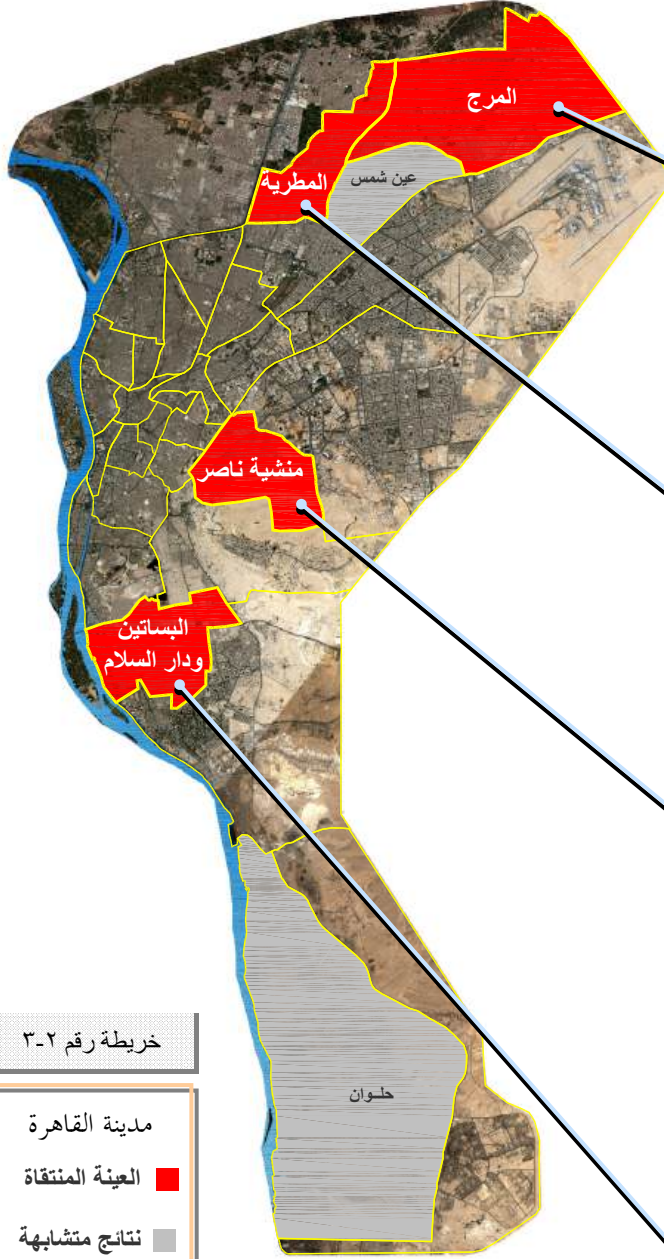 المرج
عين شمس
المطرية
منشية ناصر
البساتين
ودار السلام
حلـوان
خريطة رقم ٢-٣
مدينة القاهرة
العينة المنتقاة
نتائج متشابهة